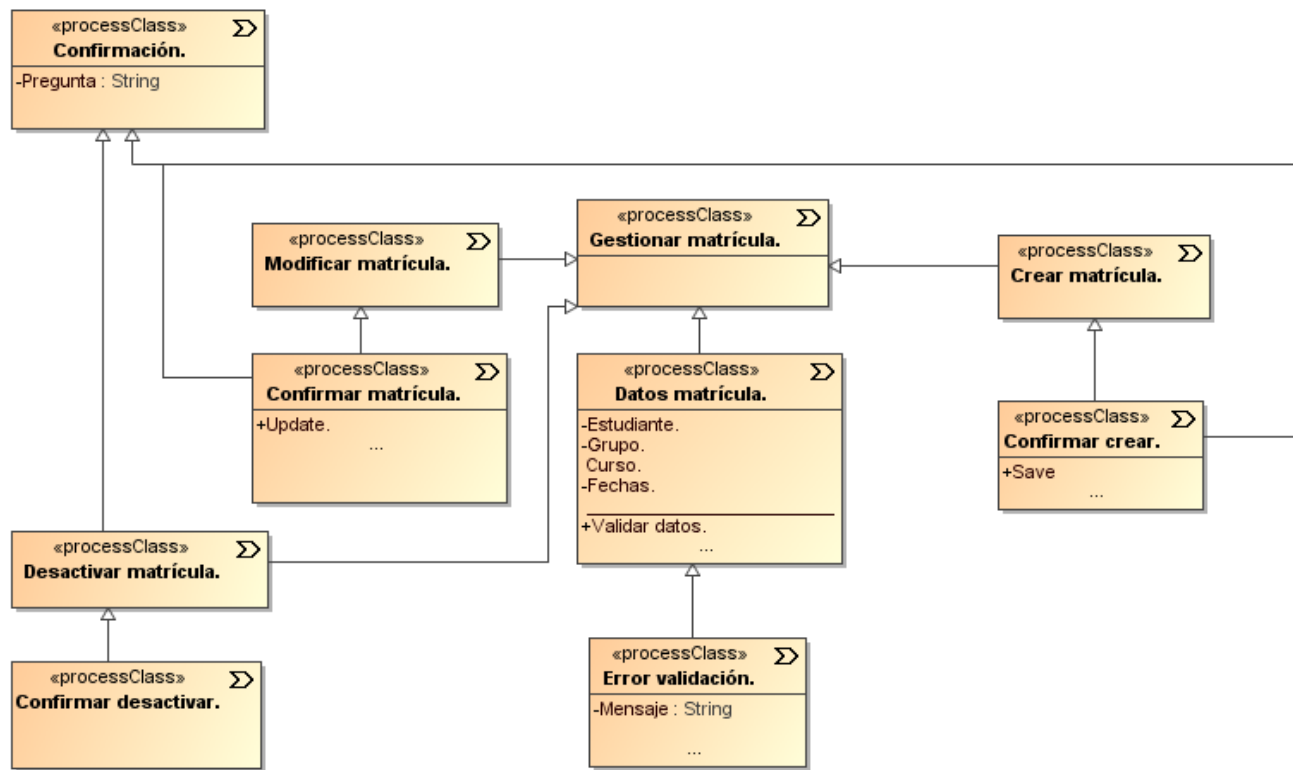 «processClass»
Confirmación.
-Pregunta : String
«processClass»
Modificar matrícula.
«processClass»
Gestionar matrícula.
«processClass»
Crear matrícula.
«processClass»
Confirmar matrícula.
+Update.
...
«processClass»
Datos matrícula.
-Estudiante.
-Grupo.
Curso.
-Fechas.
+Validar datos.
...
«processClass»
Confirmar crear.
+Save
...
«processClass»
Desactivar matrícula.
«processClass»
Confirmar desactivar.
«processClass»
Error validación.
-Mensaje : String
...